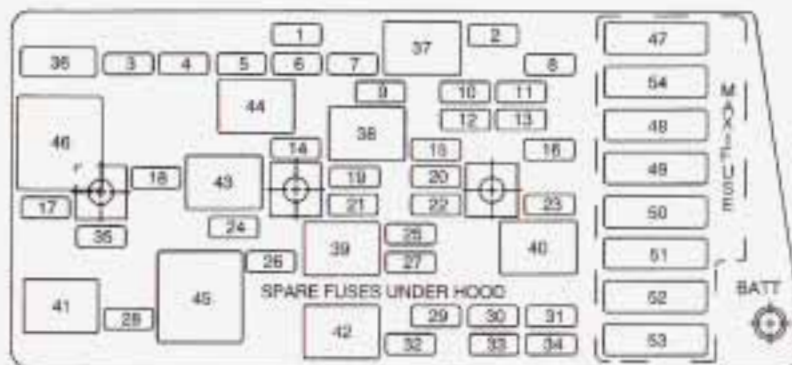 1 2
36 3 4 5 6 7 37 8 47
9 10 11 54
44 12 13 48
46 38
14 15 16
18 43 19 20 49
17 21 22 23 50
35 24 25
26 39 27 40 51
SPARE FUSES UNDER HOOD
MAXIFUSE
BATT
41 45 52
28 29 30 31
42 32 33 34 53